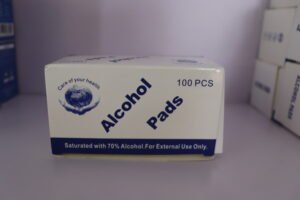 Care of your health
Alcohol
Pads
100 PCS
Saturated with 70% Alcohol.For External Use Only.